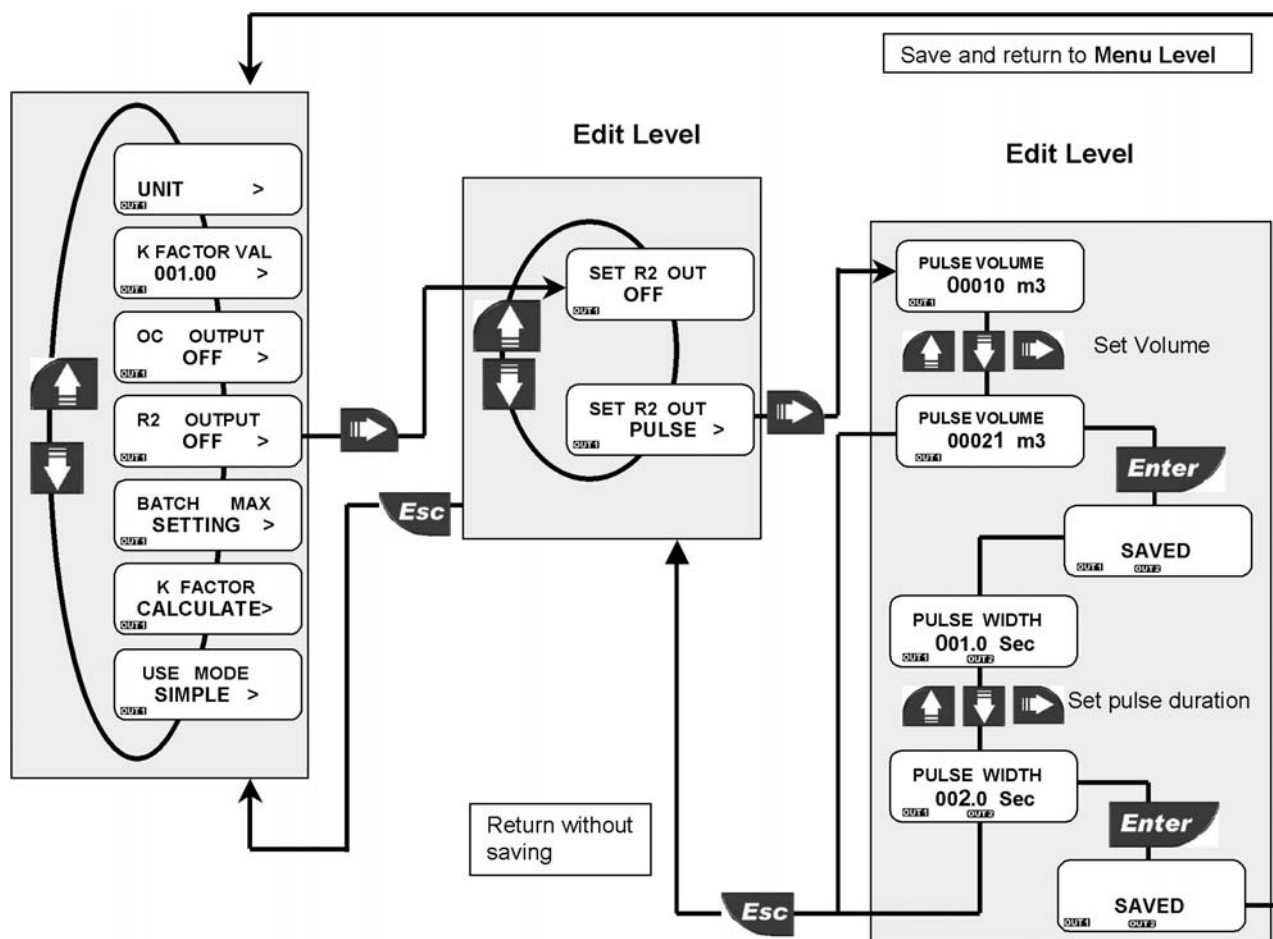 Save and return to Menu Level
Edit Level
Edit Level
UNIT >
OUT1
K FACTOR VAL
001.00 >
OUT1
OC OUTPUT
OFF >
OUT1
R2 OUTPUT
OFF >
OUT1
BATCH MAX
SETTING >
OUT1
K FACTOR
CALCULATE>
OUT1
USE MODE
SIMPLE >
OUT1
SET R2 OUT
OFF
OUT1
SET R2 OUT
PULSE >
OUT1
Esc
Return without
saving
Esc
PULSE VOLUME
00010 m3
OUT1
Set Volume
PULSE VOLUME
00021 m3
OUT1
Enter
SAVED
OUT1 OUT2
PULSE WIDTH
001.0 Sec
OUT1 OUT2
Set pulse duration
PULSE WIDTH
002.0 Sec
OUT1 OUT2
Enter
SAVED
OUT1 OUT2